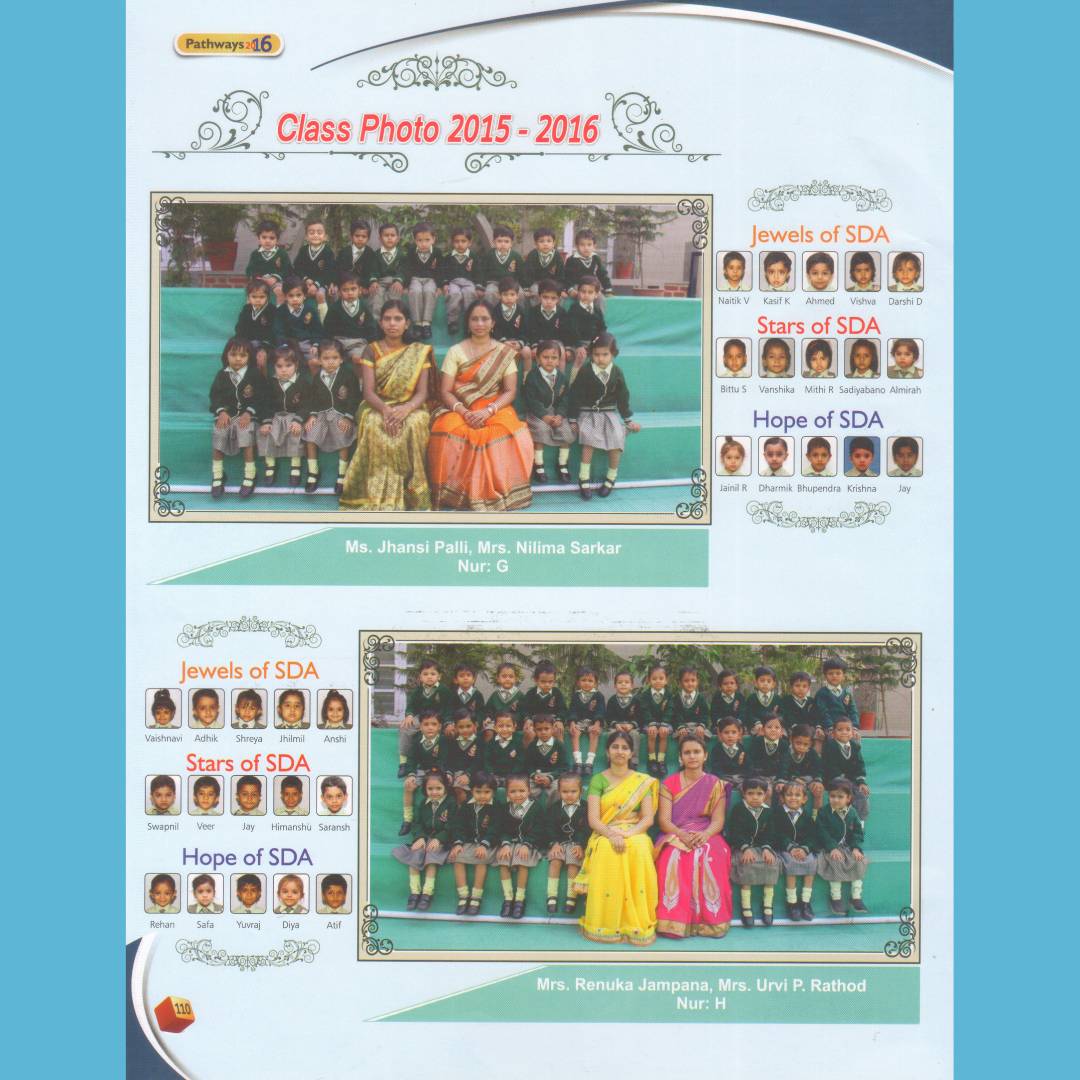 Pathways2016
Class Photo 2015 - 2016
Jewels of SDA
Naitik V Kasif K Ahmed Vishva Darshi D
Stars of SDA
Bittu S Vanshika Mithi R Sadiyabano Almirah
Hope of SDA
Jainil R Dharmik Bhupendra Krishna Jay
Ms. Jhansi Palli, Mrs. Nilima Sarkar
Nur: G
Jewels of SDA
Vaishnavi Adhik Shreya Jhilmil Anshi
Stars of SDA
Swapnil Veer Jay Himanshu Saransh
Hope of SDA
Rehan Safa Yuvraj Diya Atif
Mrs. Renuka Jampana, Mrs. Urvi P. Rathod
Nur: H
110